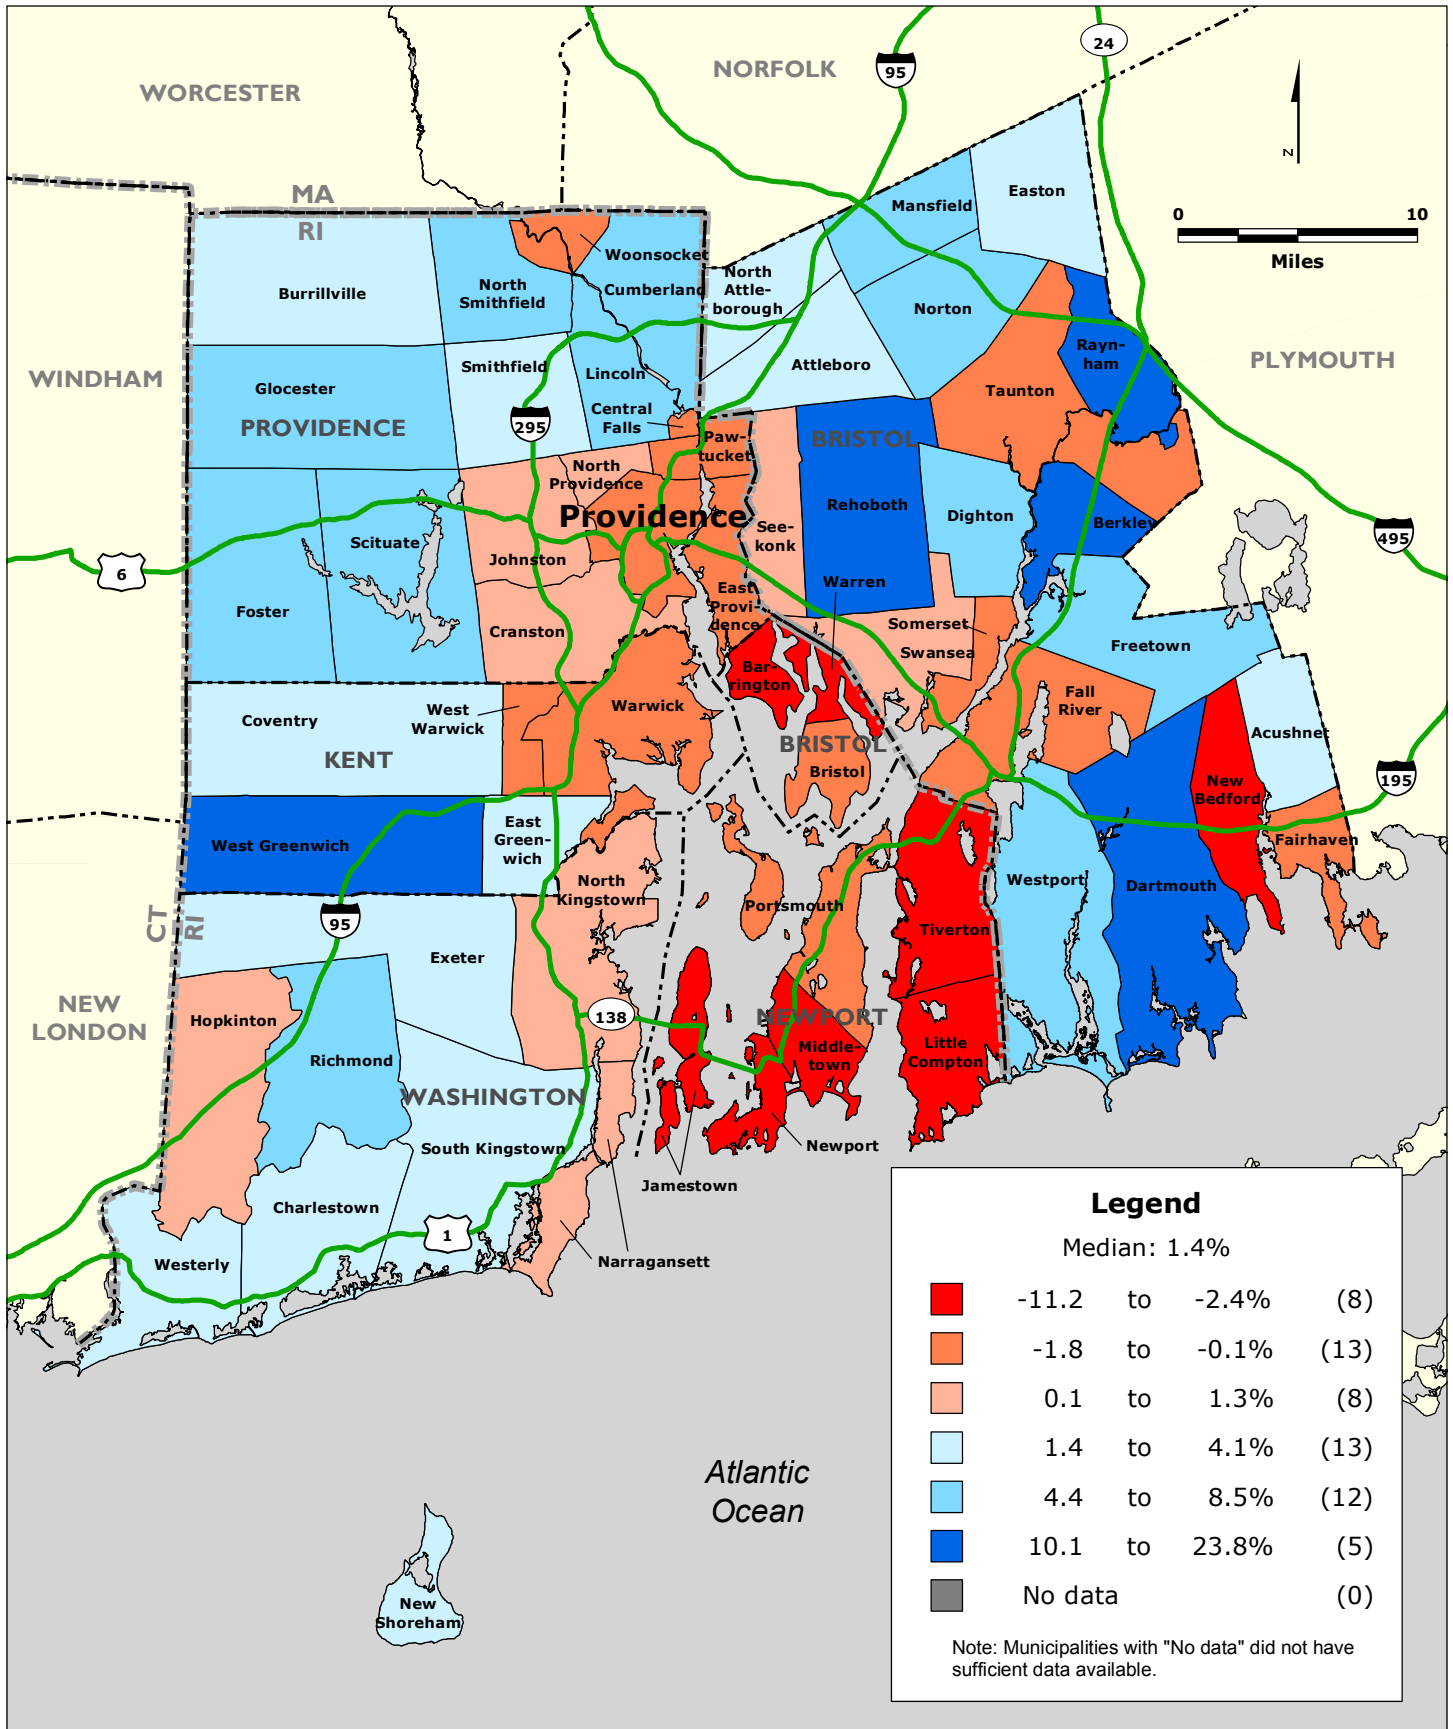 24
95
NORFOLK
WORCESTER
N
MA
RI
Easton
Mansfield
0 10
Miles
Woonsocket
North
Attle-
borough
Burrillville
North
Smithfield
Cumberland
Norton
Rayn-
ham
PLYMOUTH
WINDHAM
Smithfield
Attleboro
Glocester
Lincoln
Taunton
PROVIDENCE
295
Central
Falls
Paw-
tucket
BRISTOL
North
Providence
Rehoboth
Providence
See-
konk
Dighton
Berkley
495
Scituate
Johnston
6
Warren
East
Provi-
dence
Foster
Cranston
Somerset
Swansea
Freetown
Bar-
rington
Warwick
Fall
River
Coventry
West
Warwick
Acushnet
KENT
BRISTOL
Bristol
New
Bedford
195
East
Green-
wich
West Greenwich
Fairhaven
North
Kingstown
Westport
Dartmouth
Portsmouth
CT
RI
95
Tiverton
Exeter
NEW
LONDON
Hopkinton
138
NEWPORT
Richmond
Middle-
town
Little
Compton
WASHINGTON
South Kingstown
Newport
Jamestown
Charlestown
1
Westerly
Narragansett
Legend
Median: 1.4%
-11.2 to -2.4% (8)
-1.8 to -0.1% (13)
0.1 to 1.3% (8)
1.4 to 4.1% (13)
4.4 to 8.5% (12)
10.1 to 23.8% (5)
No data (0)
Note: Municipalities with "No data" did not have
sufficient data available.
Atlantic
Ocean
New
Shoreham